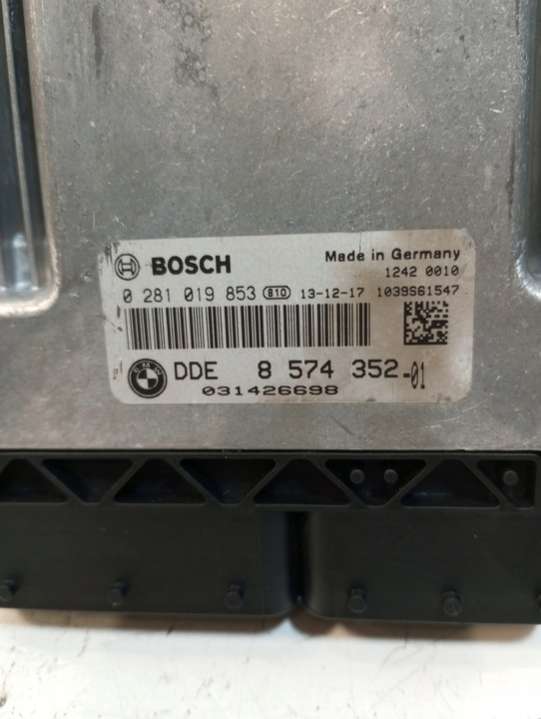 BOSCH Made in Germany
1242 0010
0 281 019 853 810 13-12-17 1039S61547
DDE 8 574 352-01
031426698